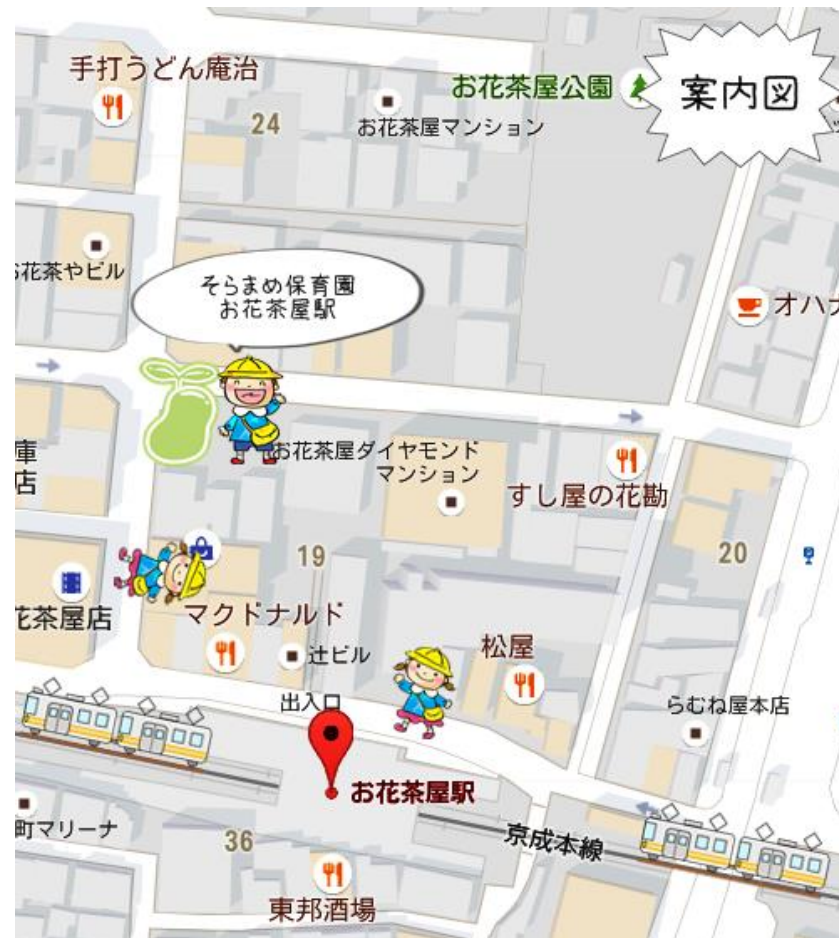 手打うどん庵治
お花茶屋公園
案内図
24
お花茶屋マンション
お花茶やビル
そらまめ保育園
お花茶屋駅
オハナ
庫
店
お花茶屋ダイヤモンド
マンション
すし屋の花勘
19
20
花茶屋店
マクドナルド
辻ビル
松屋
出入口
らむね屋本店
お花茶屋駅
町マリーナ
36
京成本線
東邦酒場